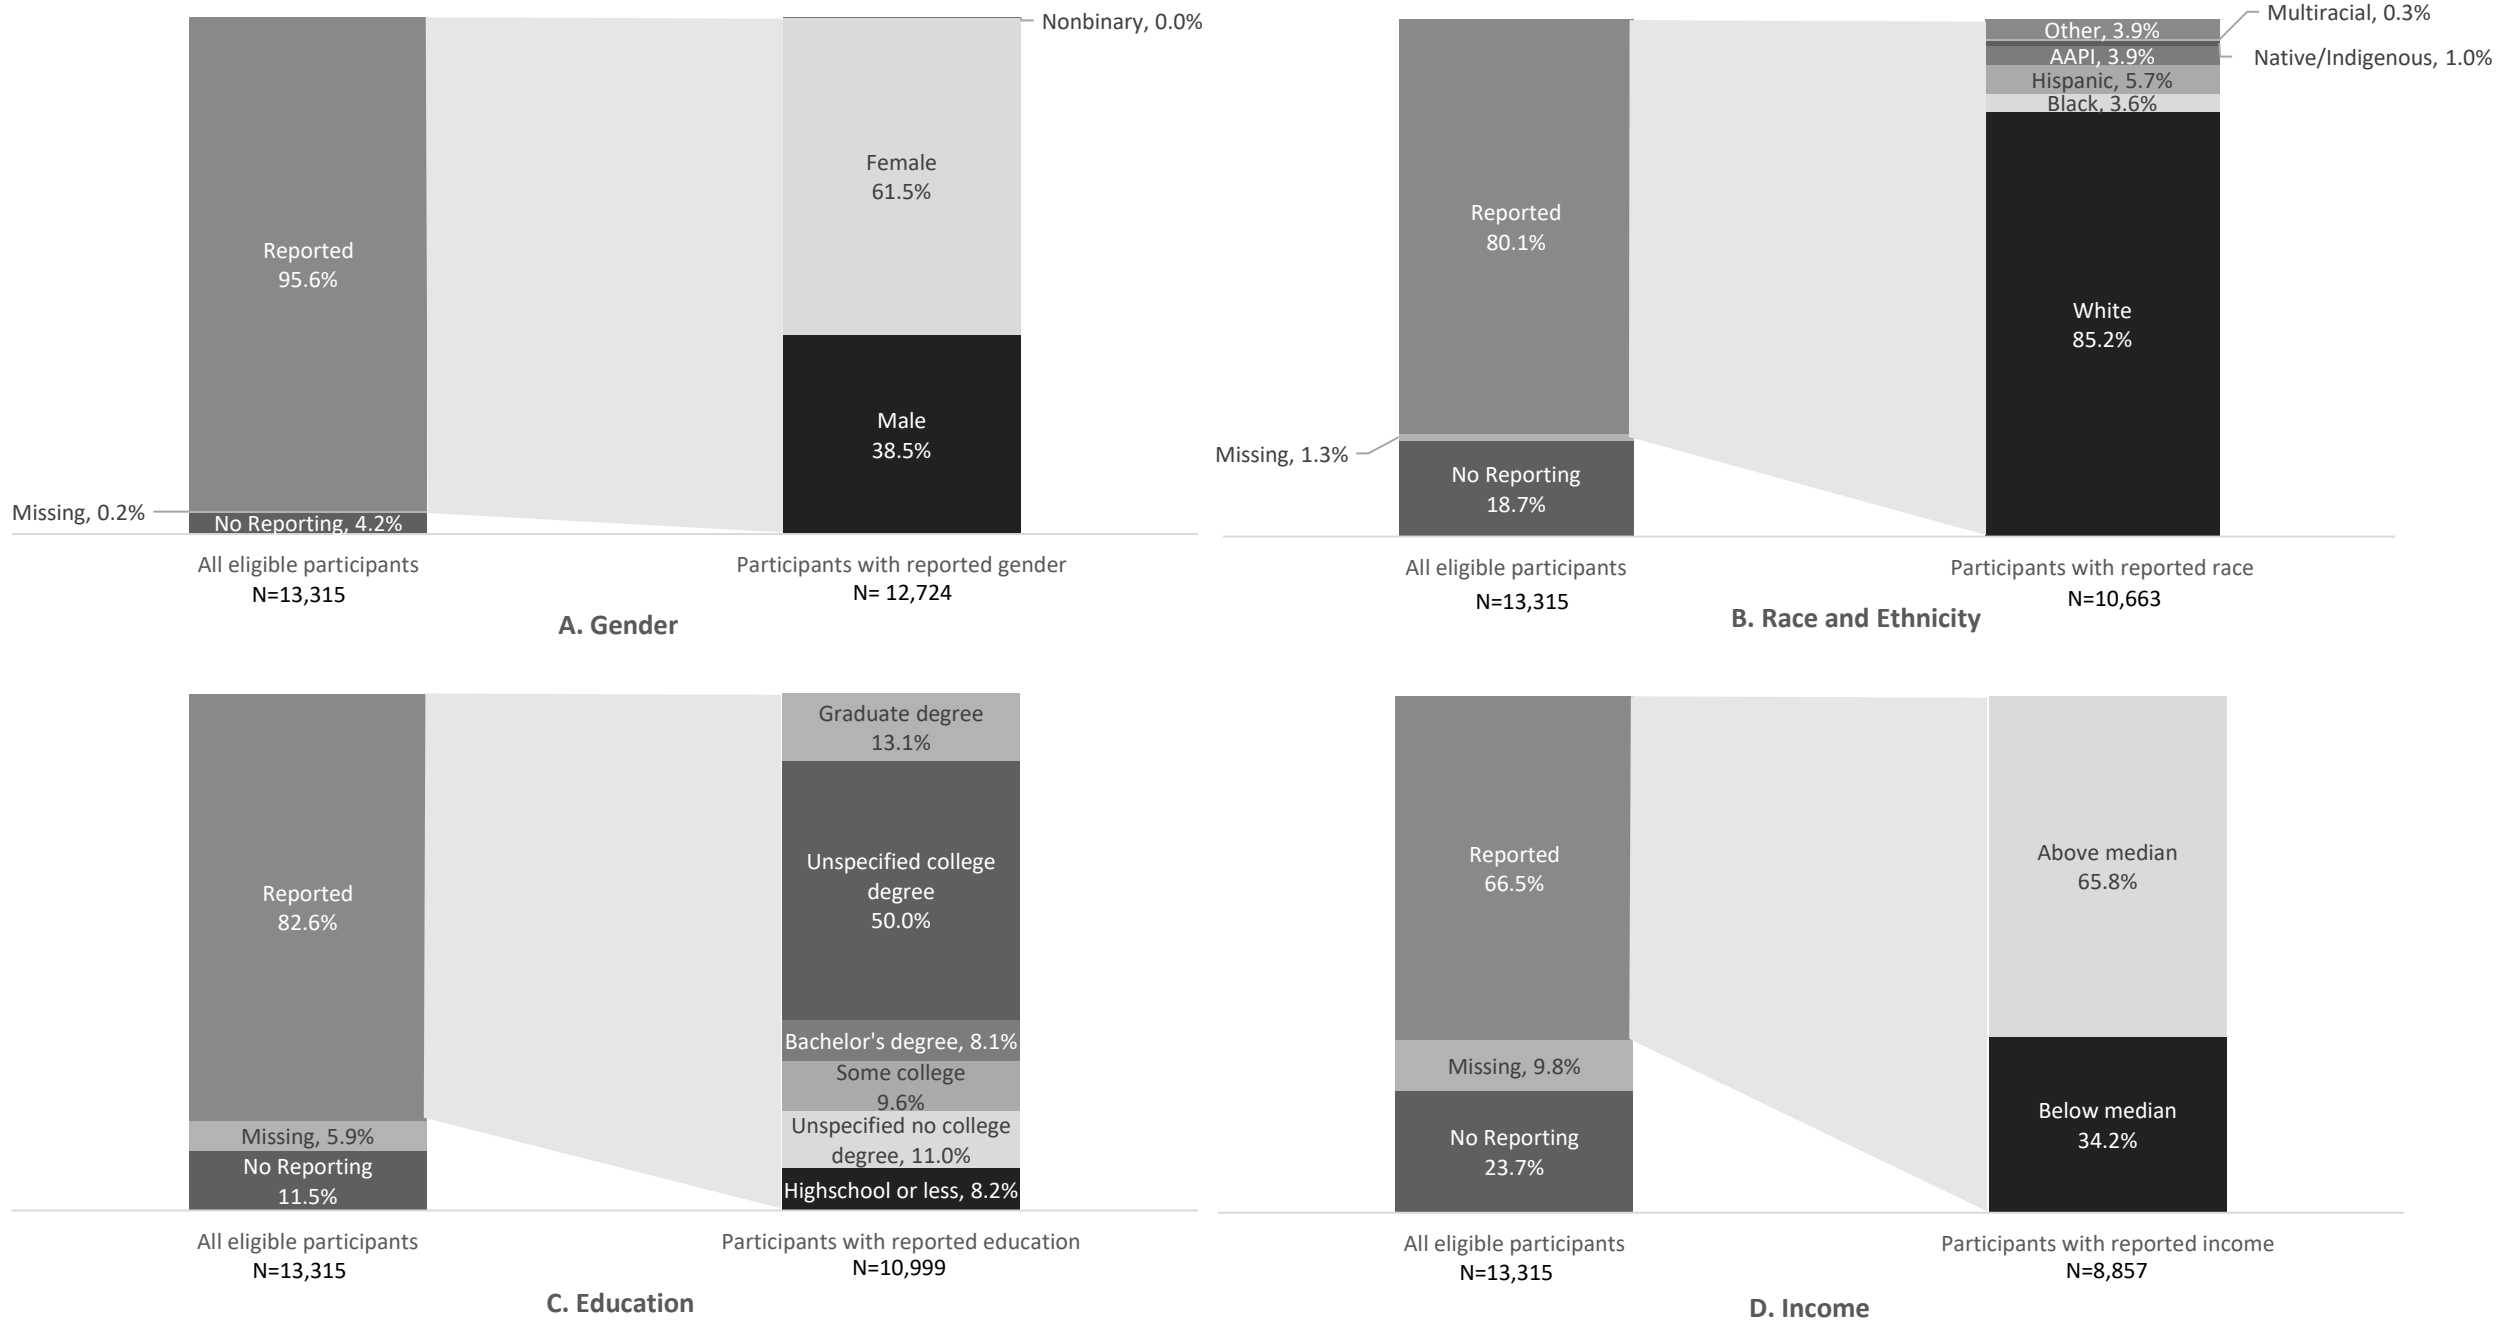 Nonbinary, 0.0%
Female
61.5%
Reported
95.6%
Male
38.5%
Missing, 0.2%
No Reporting, 4.2%
All eligible participants
N=13,315
Participants with reported gender
N= 12,724
A. Gender
Multiracial, 0.3%
Other, 3.9%
Native/Indigenous, 1.0%
AAPI, 3.9%
Hispanic, 5.7%
Black, 3.6%
Reported
80.1%
White
85.2%
Missing, 1.3%
No Reporting
18.7%
All eligible participants
N=13,315
Participants with reported race
N=10,663
B. Race and Ethnicity
Graduate degree
13.1%
Unspecified college
degree
50.0%
Reported
82.6%
Bachelor's degree, 8.1%
Some college
9.6%
Unspecified no college
degree, 11.0%
Highschool or less, 8.2%
Missing, 5.9%
No Reporting
11.5%
All eligible participants
N=13,315
Participants with reported education
N=10,999
C. Education
Reported
66.5%
Above median
65.8%
Missing, 9.8%
Below median
34.2%
No Reporting
23.7%
All eligible participants
N=13,315
Participants with reported income
N=8,857
D. Income